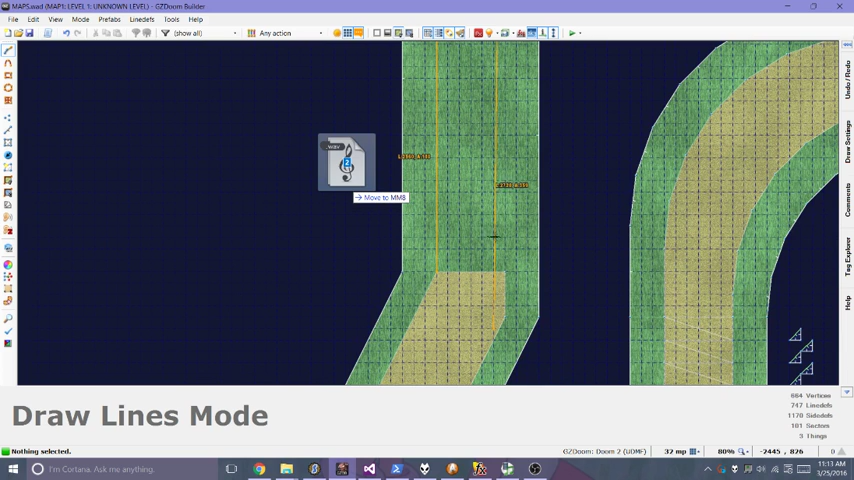 MAPS.wad (MAP1: LEVEL 1: UNKNOWN LEVEL) - GZDoom Builder
File Edit View Mode Prefabs Linedefs Tools Help
(show all)
Any action
Undo / Redo
Draw Settings
Comments
Tag Explorer
Help
.wav
2
Move to MM8
Draw Lines Mode
664 Vertices
747 Linedefs
1170 Sidedefs
181 Sectors
3 Things
Nothing selected.
GZDoom: Doom 2 (UDMF)
32 mp
80%
-2445 , 826
0
I'm Cortana. Ask me anything.
11:13 AM
3/25/2016